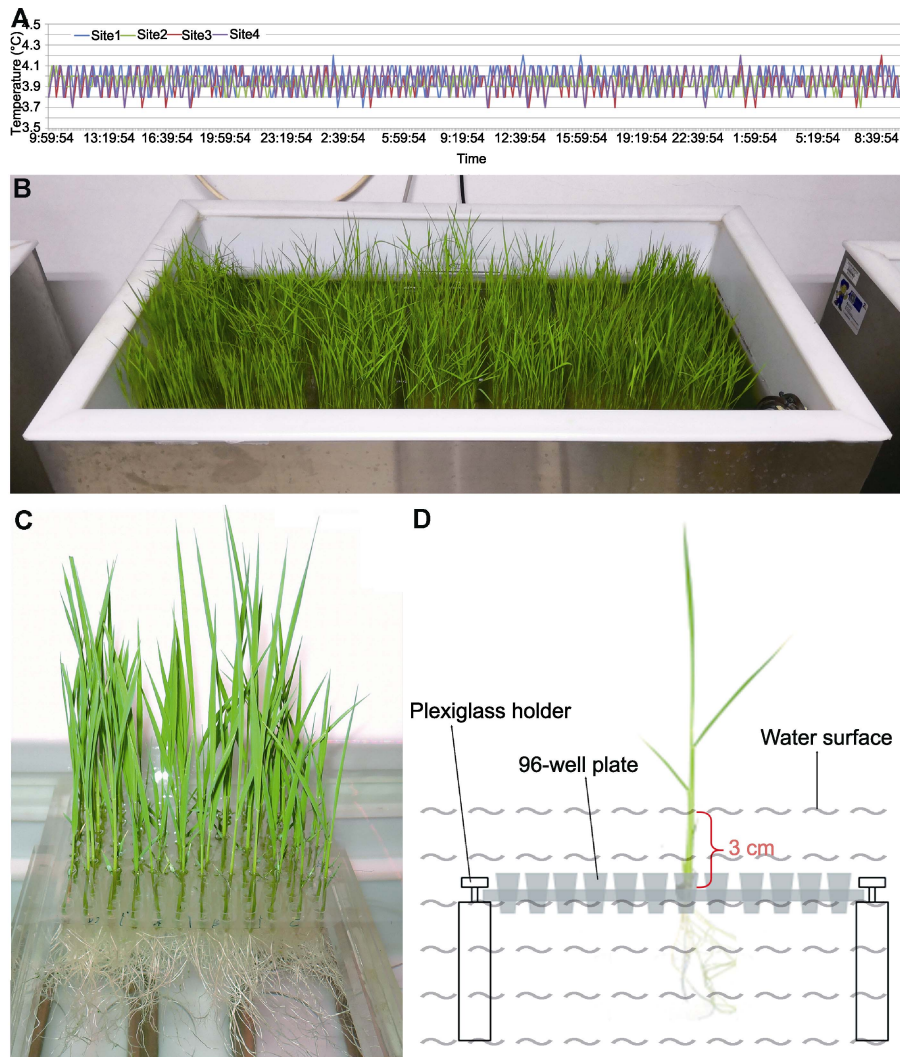 A
Temperature (°C)
4.5
4.3
4.1
3.9
3.7
3.5
Site1 Site2 Site3 Site4
9:59:54 13:19:54 16:39:54 19:59:54 23:19:54 2:39:54 5:59:54 9:19:54 12:39:54 15:59:54 19:19:54 22:39:54 1:59:54 5:19:54 8:39:54
Time
B
C
D
Plexiglass holder
Water surface
96-well plate
3 cm